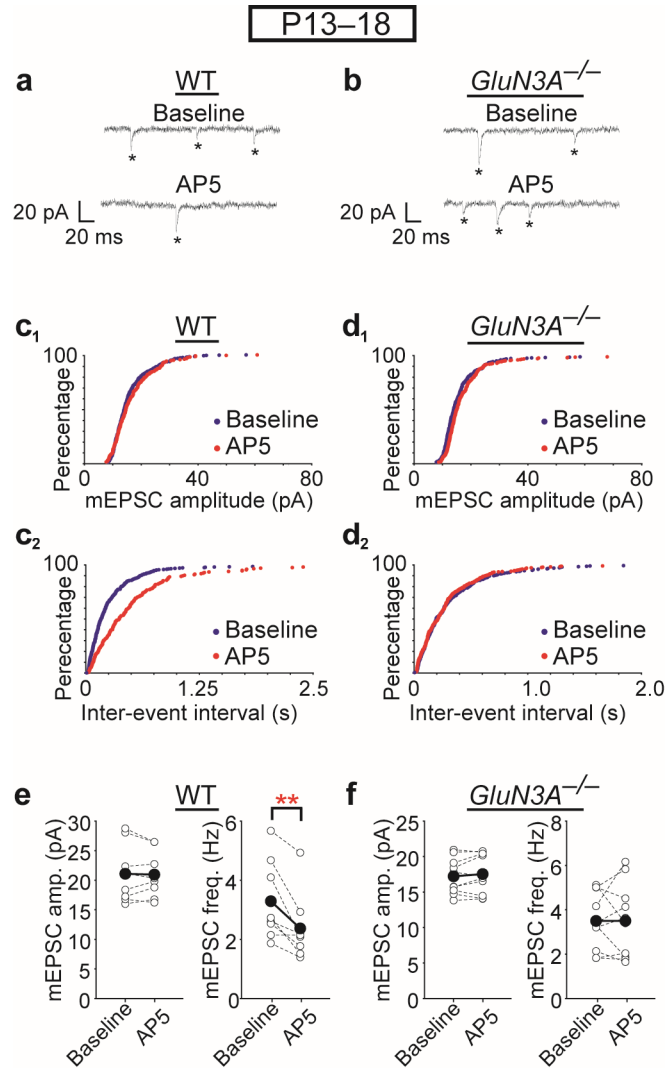 P13–18
a WT
Baseline
* * *
AP5
20 pA
20 ms
*
b GluN3A–/–
Baseline
* *
AP5
20 pA
20 ms
* * *
c1 WT
100
Perecentage
Baseline
AP5
0 40 80
mEPSC amplitude (pA)
d1 GluN3A–/–
100
Perecentage
Baseline
AP5
0 40 80
mEPSC amplitude (pA)
c2
100
Perecentage
Baseline
AP5
0 1.25 2.5
Inter-event interval (s)
d2
100
Perecentage
Baseline
AP5
0 1.0 2.0
Inter-event interval (s)
e WT
mEPSC amp. (pA)
30
25
20
15
10
5
0
Baseline
AP5
mEPSC freq. (Hz)
6
4
2
0
**
Baseline
AP5
f GluN3A–/–
mEPSC amp. (pA)
25
20
15
10
5
0
Baseline
AP5
mEPSC freq. (Hz)
8
6
4
2
0
Baseline
AP5